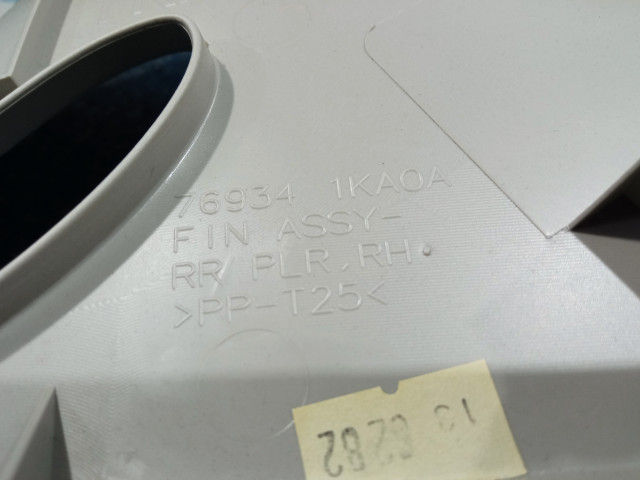 76934 1KA0A
FIN ASSY-
RR PLR, RH.
>PP-T25<